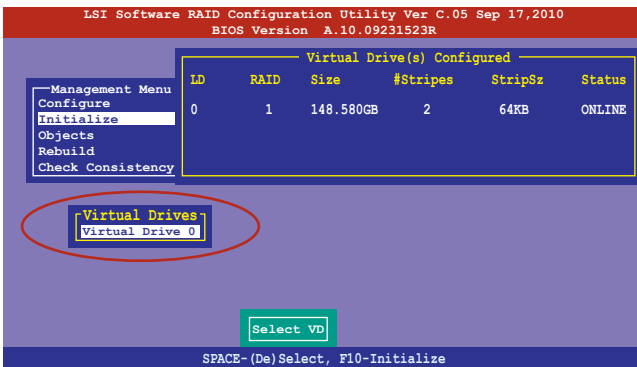 LSI Software RAID Configuration Utility Ver C.05 Sep 17,2010
BIOS Version A.10.09231523R
Virtual Drive(s) Configured
LD RAID Size #Stripes StripSz Status
0 1 148.580GB 2 64KB ONLINE
Management Menu
Configure
Initialize
Objects
Rebuild
Check Consistency
Virtual Drives
Virtual Drive 0
Select VD
SPACE-(De)Select, F10-Initialize